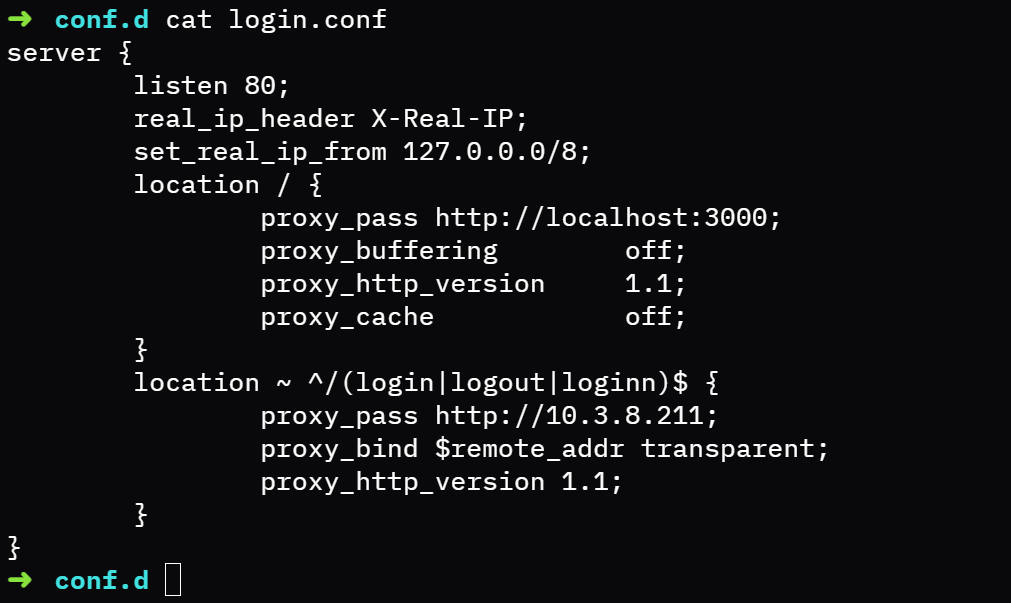 ➜ conf.d cat login.conf
server {
        listen 80;
        real_ip_header X-Real-IP;
        set_real_ip_from 127.0.0.0/8;
        location / {
                proxy_pass http://localhost:3000;
                proxy_buffering        off;
                proxy_http_version     1.1;
                proxy_cache            off;
        }
        location ~ ^/(login|logout|loginn)$ {
                proxy_pass http://10.3.8.211;
                proxy_bind $remote_addr transparent;
                proxy_http_version 1.1;
        }
}
➜ conf.d